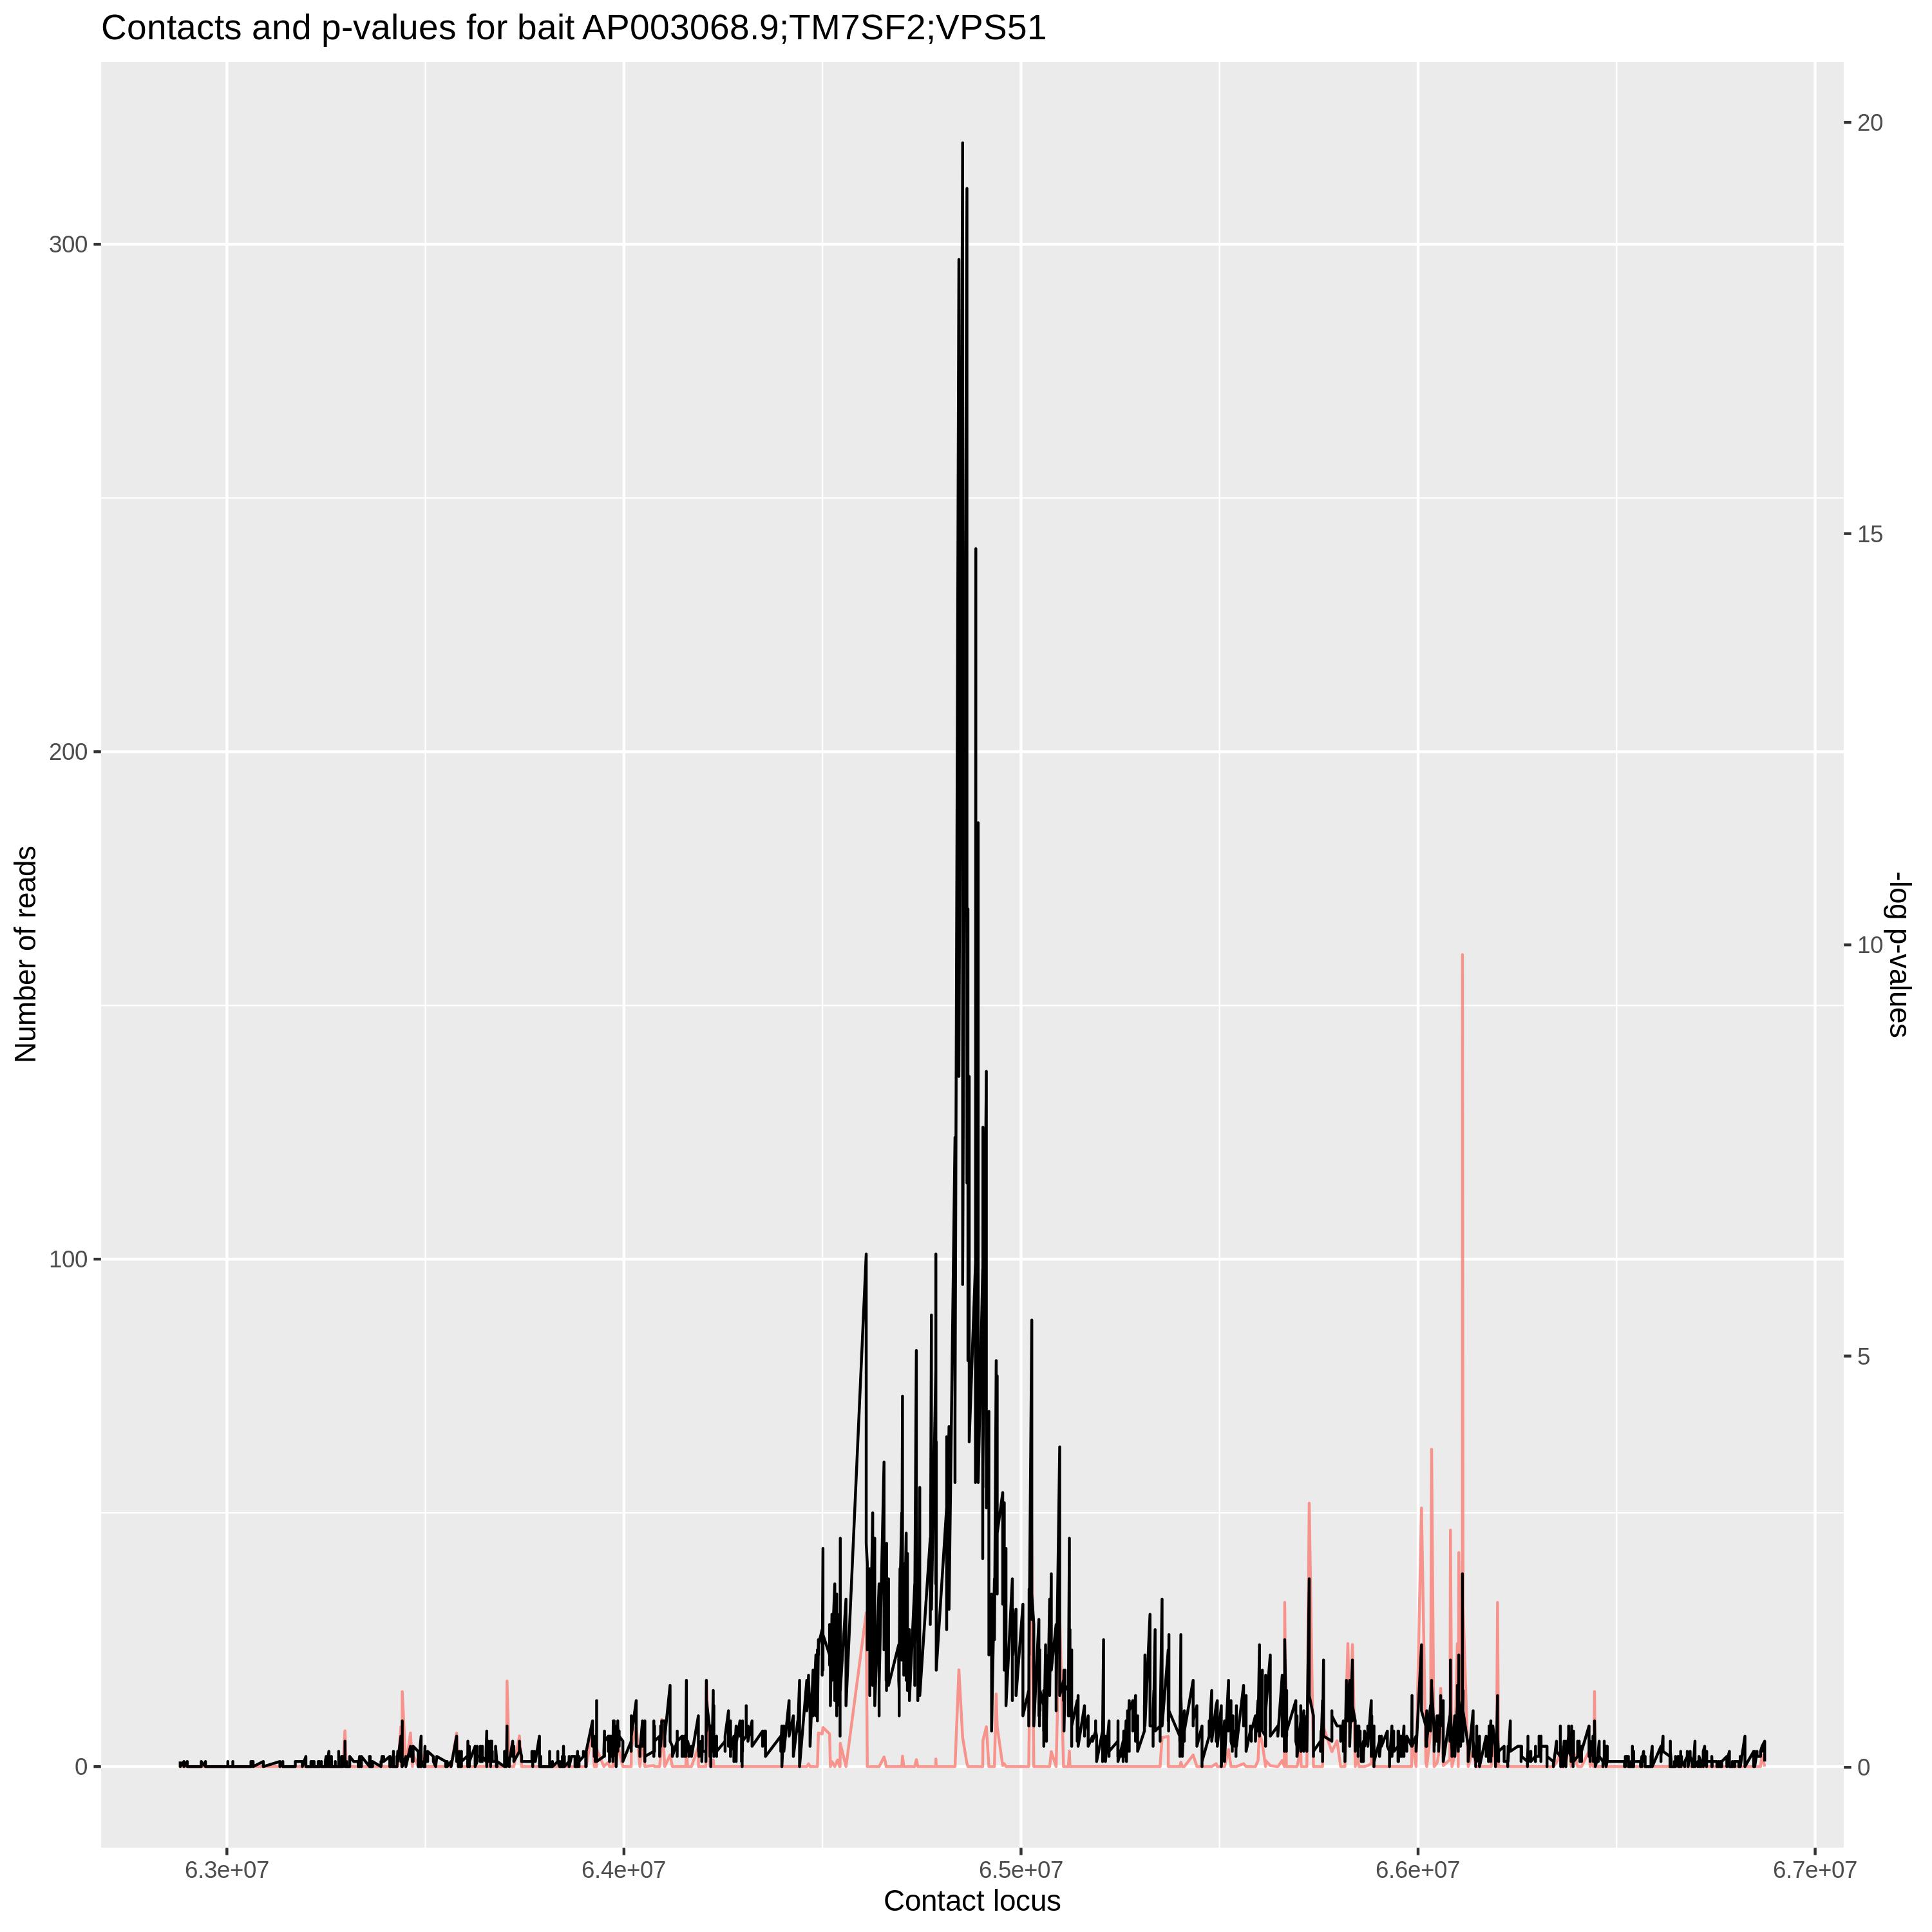 Contacts and p-values for bait AP003068.9;TM7SF2;VPS51
20
300
15
200
Number of reads
-log p-values
10
100
5
0
0
6.3e+07
6.4e+07
6.5e+07
6.6e+07
6.7e+07
Contact locus